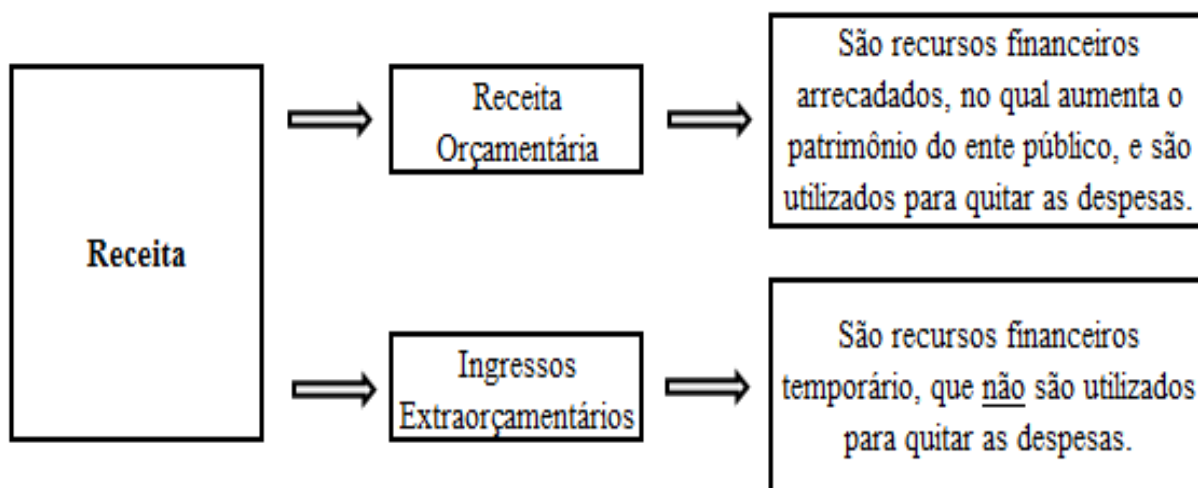 Receita
Receita
Orçamentária
São recursos financeiros
arrecadados, no qual aumenta o
patrimônio do ente público, e são
utilizados para quitar as despesas.
Ingressos
Extraorçamentários
São recursos financeiros
temporário, que não são utilizados
para quitar as despesas.